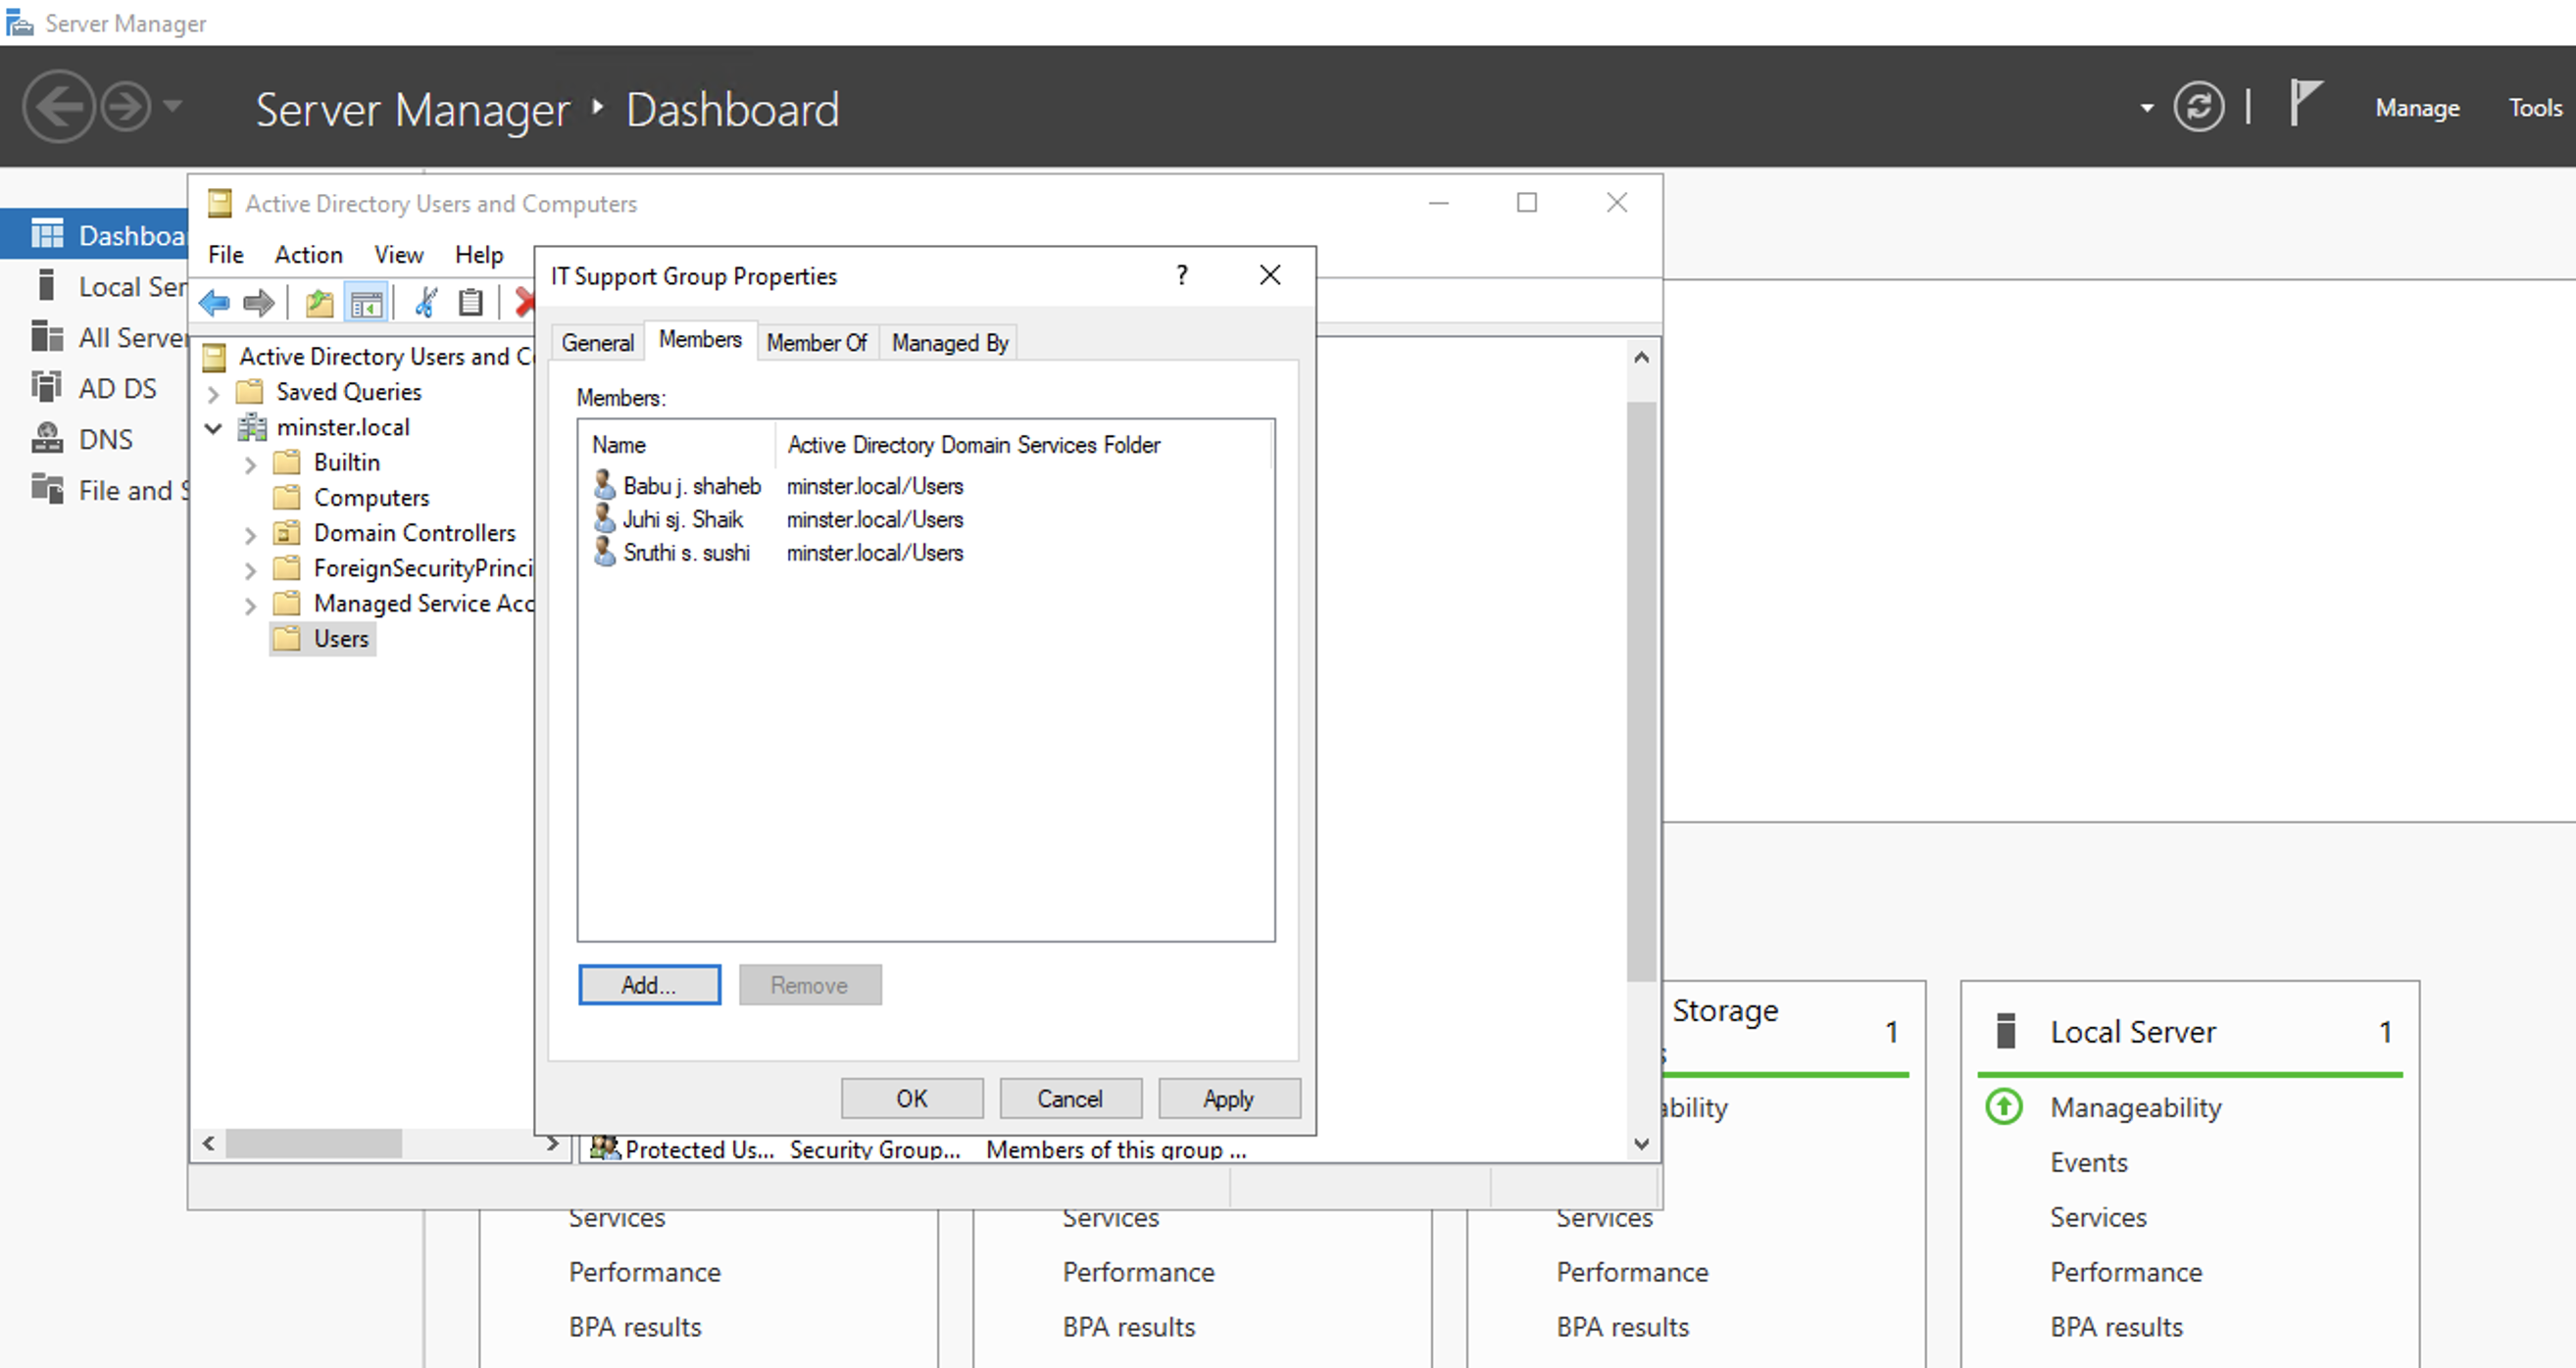 Server Manager
Server Manager ‣ Dashboard
Manage Tools
Dashboa
Local Ser
All Server
AD DS
DNS
File and S
Active Directory Users and Computers
File Action View Help
Active Directory Users and Co
Saved Queries
minster.local
Builtin
Computers
Domain Controllers
ForeignSecurityPrinci
Managed Service Acc
Users
IT Support Group Properties ?
General Members Member Of Managed By
Members:
Name Active Directory Domain Services Folder
Babu j. shaheb minster.local/Users
Juhi sj. Shaik minster.local/Users
Sruthi s. sushi minster.local/Users
Add... Remove
OK Cancel Apply
Protected Us... Security Group... Members of this group ...
Storage 1
s
ability
Local Server 1
Manageability
Events
Services Services Services Services
Performance Performance Performance Performance
BPA results BPA results BPA results BPA results